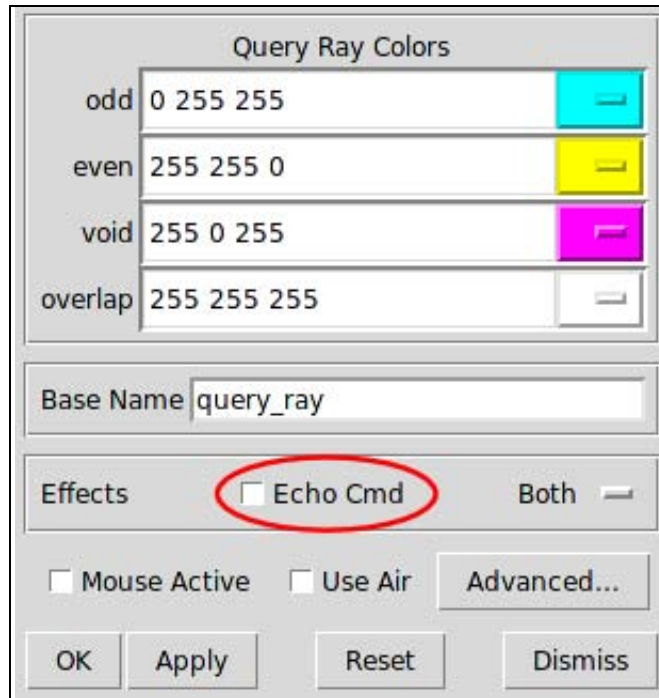 Query Ray Colors
odd 0 255 255
even 255 255 0
void 255 0 255
overlap 255 255 255
Base Name query_ray
Effects Echo Cmd Both
Mouse Active Use Air Advanced...
OK Apply Reset Dismiss